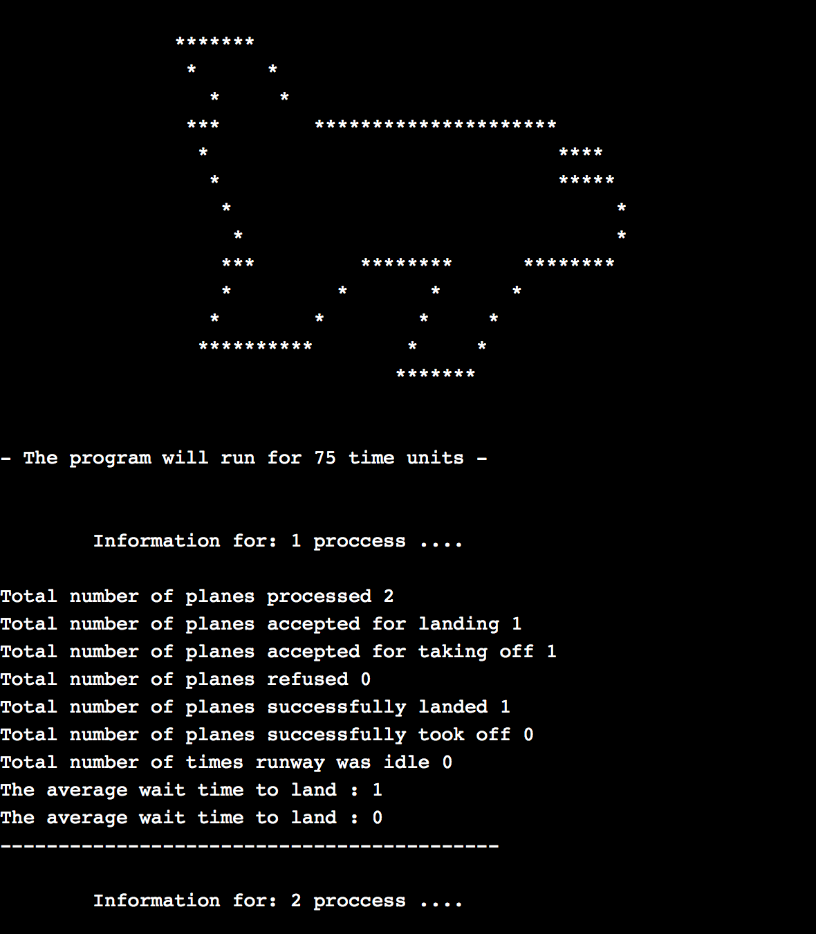 - The program will run for 75 time units -
Information for: 1 proccess ....
Total number of planes processed 2
Total number of planes accepted for landing 1
Total number of planes accepted for taking off 1
Total number of planes refused 0
Total number of planes successfully landed 1
Total number of planes successfully took off 0
Total number of times runway was idle 0
The average wait time to land : 1
The average wait time to land : 0
-------------------------------------------
Information for: 2 proccess ....